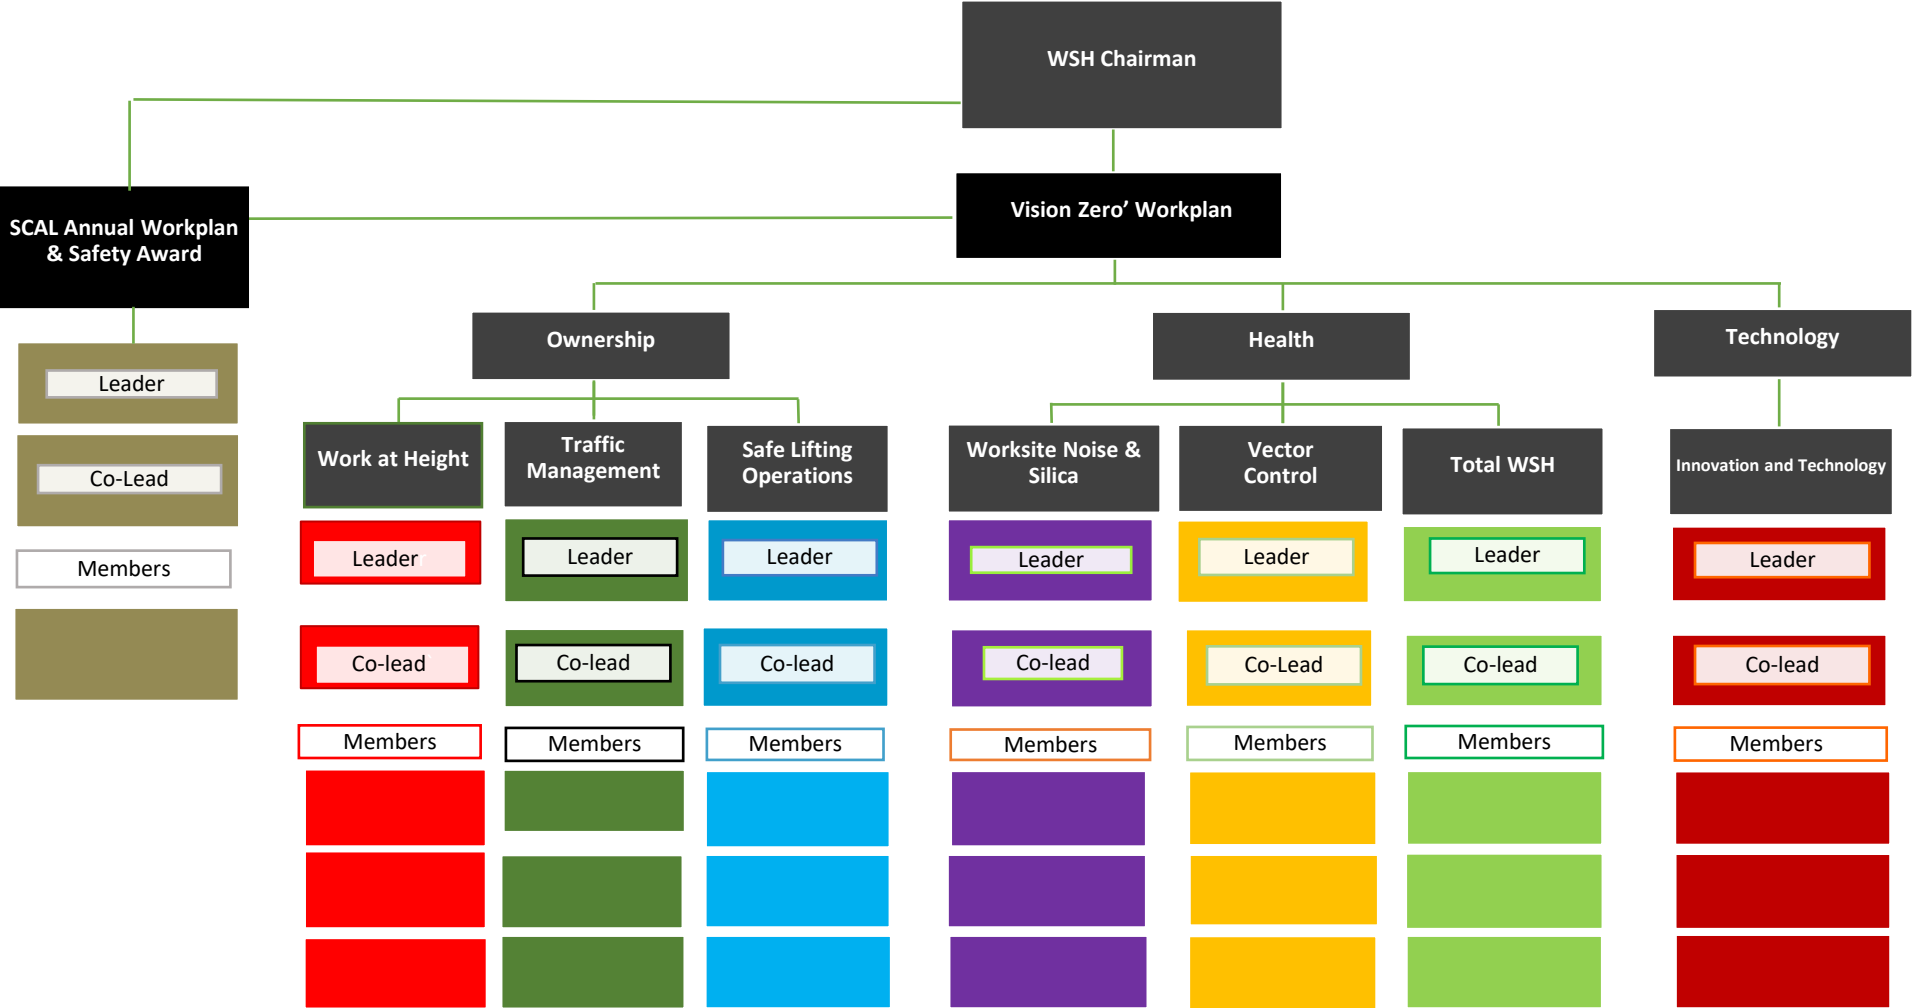 WSH Chairman
SCAL Annual Workplan
& Safety Award
Vision Zero’ Workplan
Ownership
Health
Technology
Leader
Co-Lead
Members
Work at Height
Traffic
Management
Safe Lifting
Operations
Worksite Noise &
Silica
Vector
Control
Total WSH
Innovation and Technology
Leader
Leader
Leader
Leader
Leader
Leader
Leader
Co-lead
Co-lead
Co-lead
Co-lead
Co-Lead
Co-lead
Co-lead
Members
Members
Members
Members
Members
Members
Members